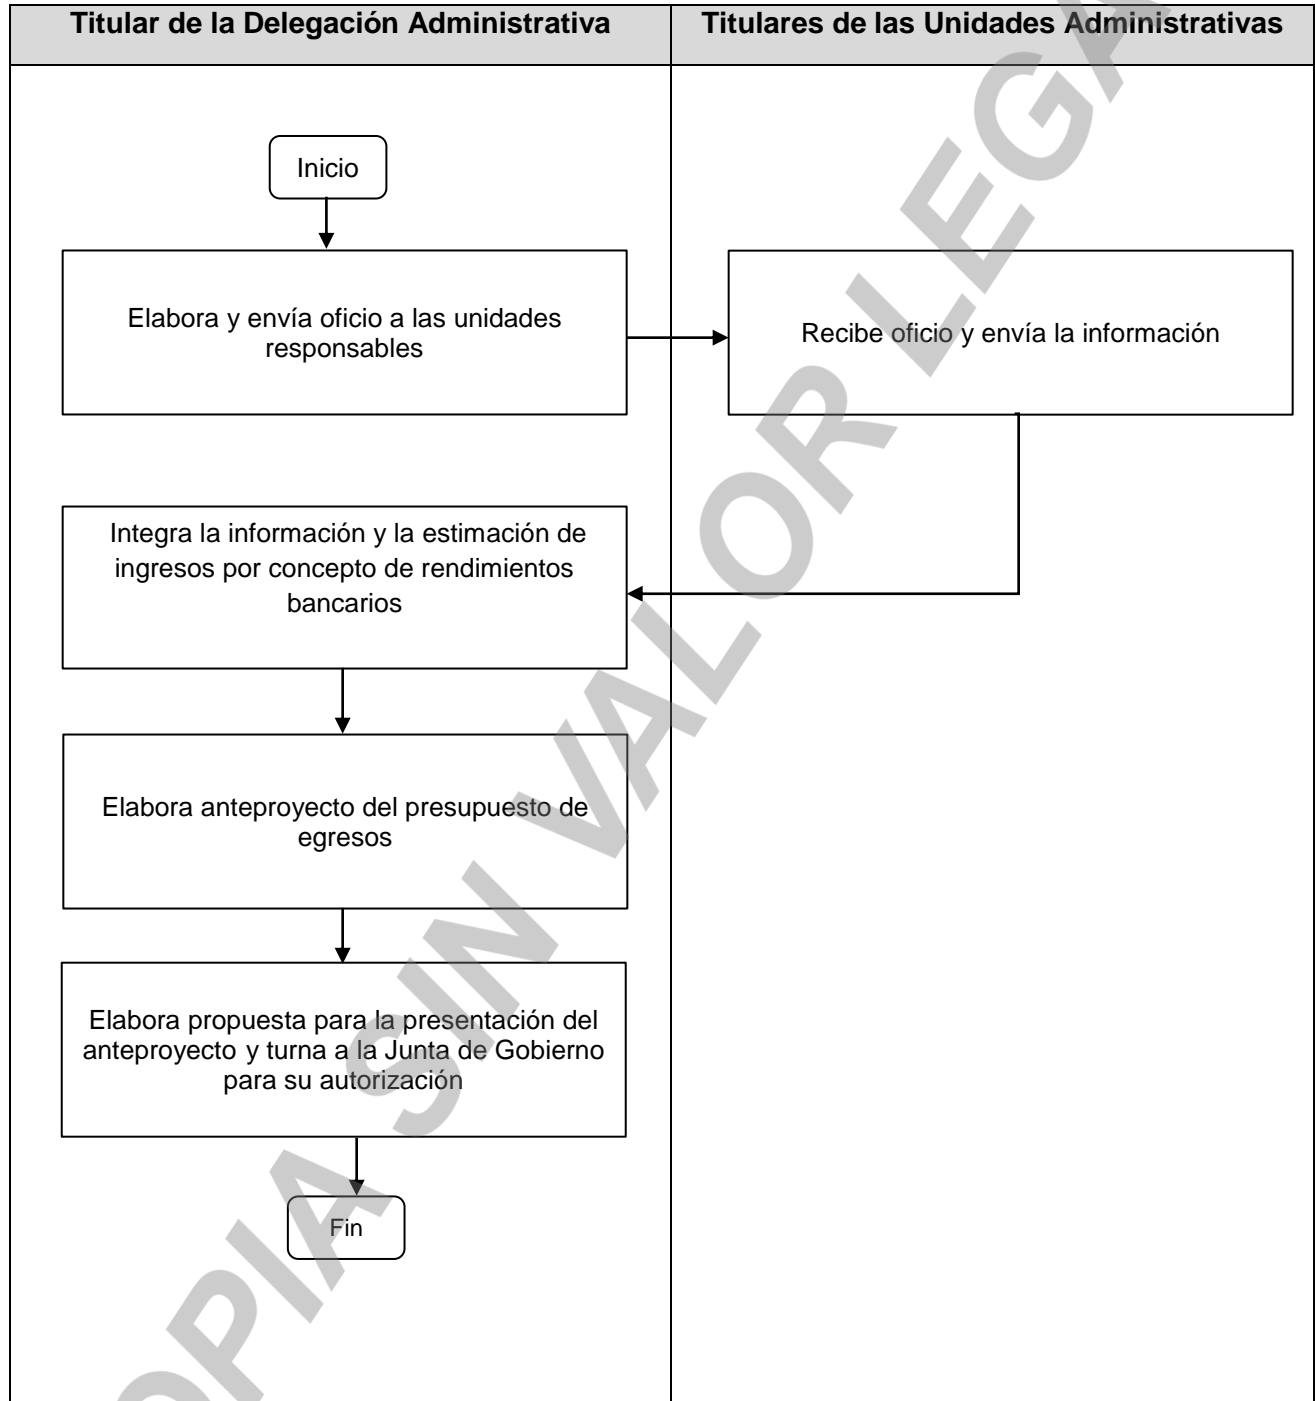 Titular de la Delegación Administrativa
Titulares de las Unidades Administrativas
Inicio
Elabora y envía oficio a las unidades
responsables
Recibe oficio y envía la información
Integra la información y la estimación de
ingresos por concepto de rendimientos
bancarios
Elabora anteproyecto del presupuesto de
egresos
Elabora propuesta para la presentación del
anteproyecto y turna a la Junta de Gobierno
para su autorización
Fin
OPIA SIN VALOR LEGA